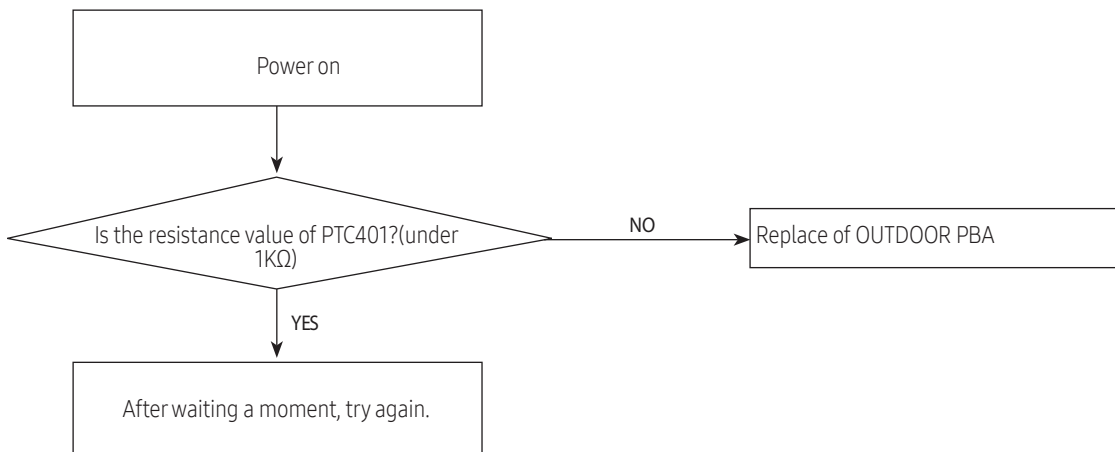 Power on
Is the resistance value of PTC401?(under
1KΩ)
NO
Replace of OUTDOOR PBA
YES
After waiting a moment, try again.